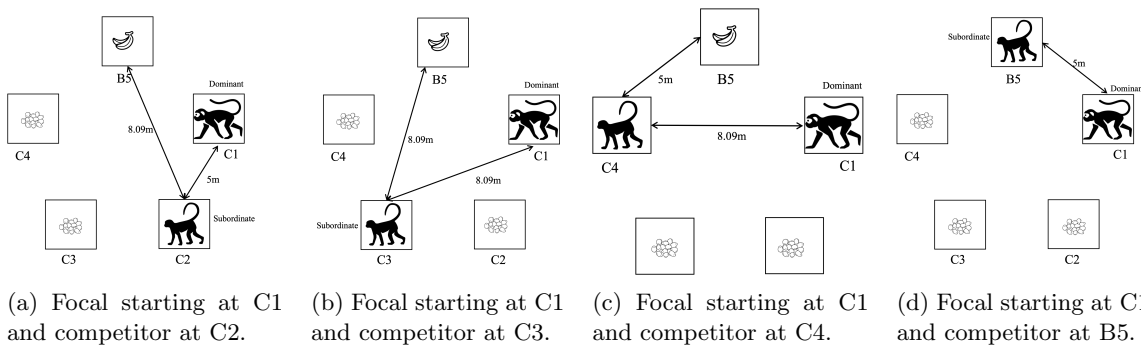 B5
Dominant
8.09m
C4
C1
5m
Subordinate
C3
C2
B5
Dominant
8.09m
C4
C1
8.09m
Subordinate
C2
C3
5m
B5
Dominant
8.09m
C4
C1
Subordinate
B5
5m
Dominant
C4
C1
C3
C2
(a) Focal starting at C1
and competitor at C2.
(b) Focal starting at C1
and competitor at C3.
(c) Focal starting at C1
and competitor at C4.
(d) Focal starting at C1
and competitor at B5.